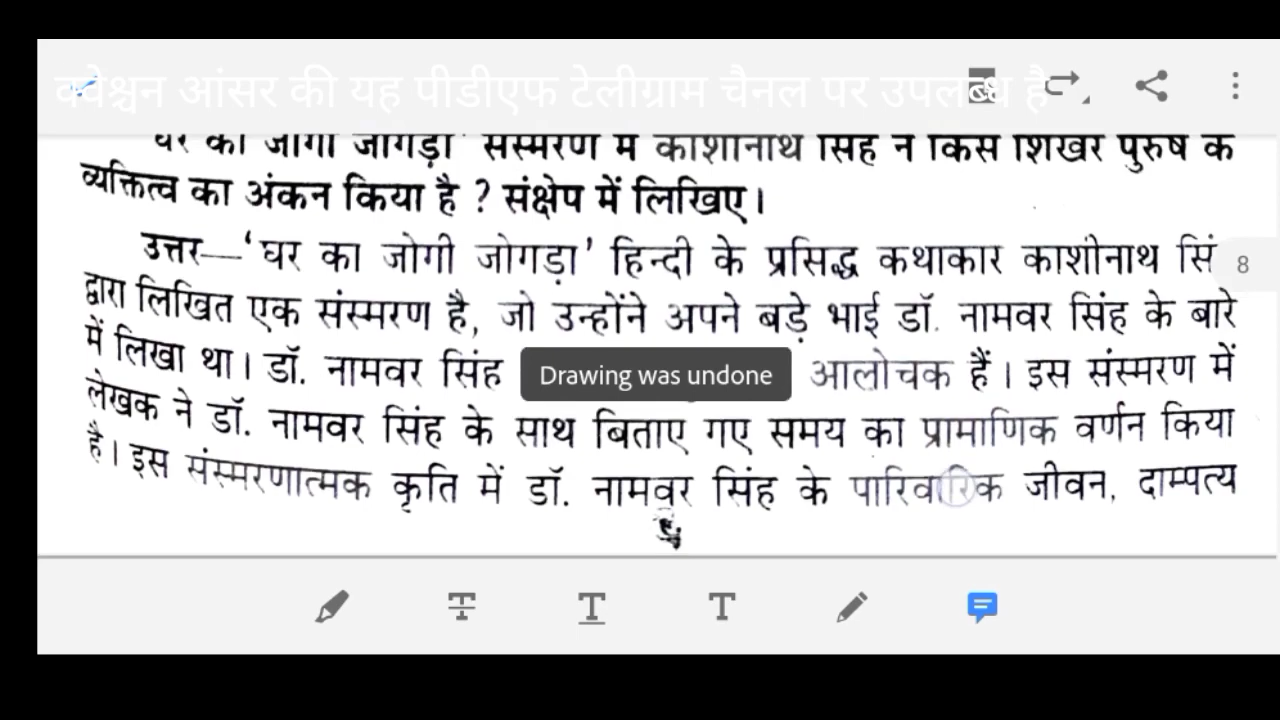 क्वेश्चन आंसर की यह पीडीएफ टेलीग्राम चैनल पर उपलब्ध है
घर का जोगी जोगड़ा' संस्मरण में काशीनाथ सिंह ने किस शिखर पुरुष के
व्यक्तित्व का अंकन किया है ? संक्षेप में लिखिए।
उत्तर—'घर का जोगी जोगड़ा' हिन्दी के प्रसिद्ध कथाकार काशीनाथ सिं
8
द्वारा लिखित एक संस्मरण है, जो उन्होंने अपने बड़े भाई डॉ. नामवर सिंह के बारे
में लिखा था। डॉ. नामवर सिंह आलोचक हैं। इस संस्मरण में
Drawing was undone
लेखक ने डॉ. नामवर सिंह के साथ बिताए गए समय का प्रामाणिक वर्णन किया
है। इस संस्मरणात्मक कृति में डॉ. नामवर सिंह के पारिवारिक जीवन, दाम्पत्य